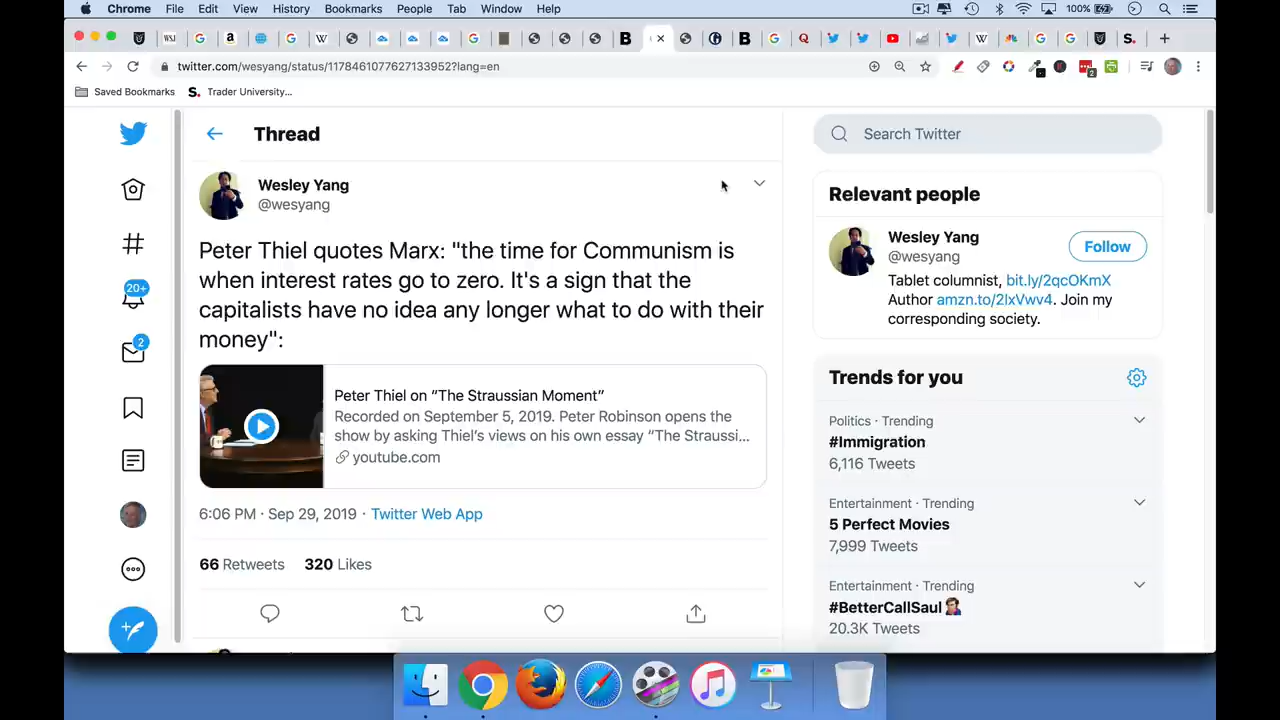 Chrome File Edit View History Bookmarks People Tab Window Help 100%
twitter.com/wesyang/status/1178461077627133952?lang=en
Saved Bookmarks S. Trader University...
Thread
Search Twitter
Wesley Yang
@wesyang
Peter Thiel quotes Marx: "the time for Communism is
when interest rates go to zero. It's a sign that the
capitalists have no idea any longer what to do with their
money":
Peter Thiel on “The Straussian Moment”
Recorded on September 5, 2019. Peter Robinson opens the
show by asking Thiel’s views on his own essay “The Straussi...
youtube.com
6:06 PM · Sep 29, 2019 · Twitter Web App
66 Retweets 320 Likes
20+
2
Relevant people
Wesley Yang
@wesyang
Follow
Tablet columnist, bit.ly/2qcOKmX
Author amzn.to/2lxVwv4. Join my
corresponding society.
Trends for you
Politics · Trending
#Immigration
6,116 Tweets
Entertainment · Trending
5 Perfect Movies
7,999 Tweets
Entertainment · Trending
#BetterCallSaul
20.3K Tweets